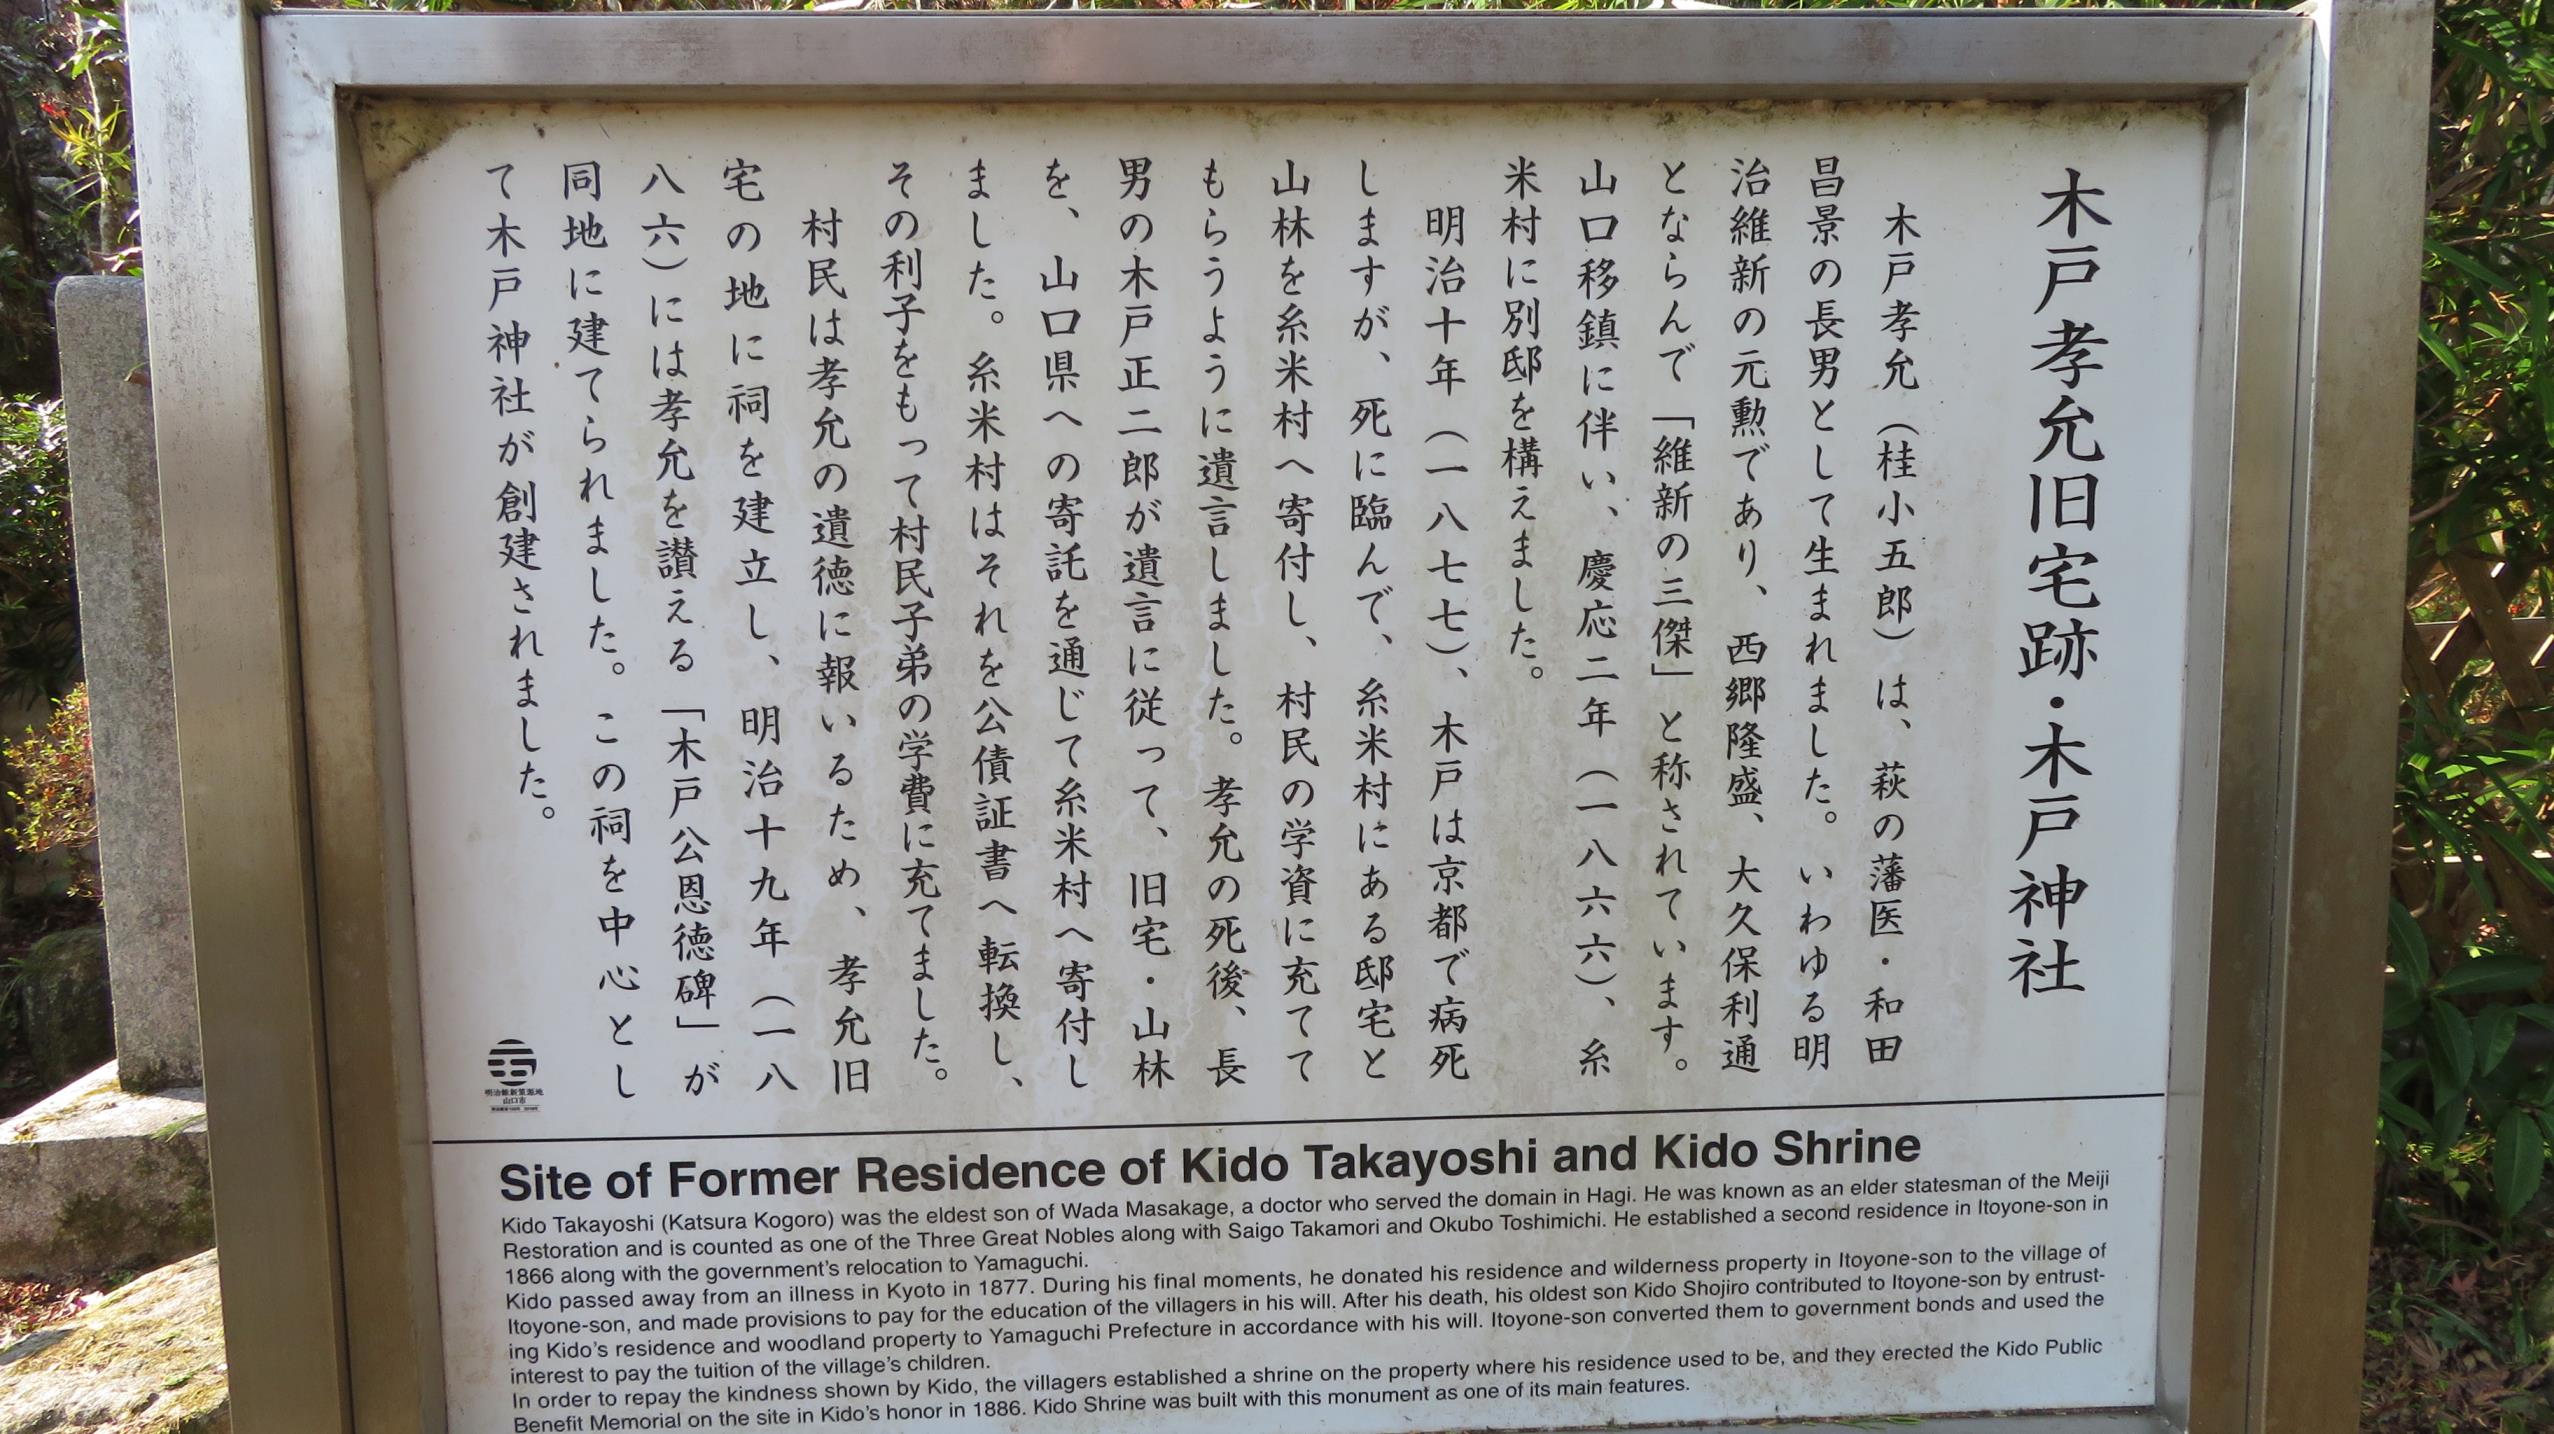 木戸孝允旧宅跡・木戸神社
木戸孝允（桂小五郎）は、萩の藩医・和田
昌景の長男として生まれました。いわゆる明
治維新の元勲であり、西郷隆盛、大久保利通
とならんで「維新の三傑」と称されています。
山口移鎮に伴い、慶応二年（一八六六）、糸
米村に別邸を構えました。
明治十年（一八七七）、木戸は京都で病死
しますが、死に臨んで、糸米村にある邸宅と
山林を糸米村へ寄付し、村民の学資に充てて
もらうように遺言しました。孝允の死後、長
男の木戸正二郎が遺言に従って、旧宅・山林
を、山口県への寄託を通じて糸米村へ寄付し
ました。糸米村はそれを公債証書へ転換し、
その利子をもって村民子弟の学費に充てました。
村民は孝允の遺徳に報いるため、孝允旧
宅の地に祠を建立し、明治十九年（一八
八六）には孝允を讃える「木戸公恩徳碑」が
同地に建てられました。この祠を中心とし
て木戸神社が創建されました。
明治維新策源地
山口市
Site of Former Residence of Kido Takayoshi and Kido Shrine
Kido Takayoshi (Katsura Kogoro) was the eldest son of Wada Masakage, a doctor who served the domain in Hagi. He was known as an elder statesman of the Meiji
Restoration and is counted as one of the Three Great Nobles along with Saigo Takamori and Okubo Toshimichi. He established a second residence in Itoyone-son in
1866 along with the government's relocation to Yamaguchi.
Kido passed away from an illness in Kyoto in 1877. During his final moments, he donated his residence and wilderness property in Itoyone-son to the village of
Itoyone-son, and made provisions to pay for the education of the villagers in his will. After his death, his oldest son Kido Shojiro contributed to Itoyone-son by entrust-
ing Kido's residence and woodland property to Yamaguchi Prefecture in accordance with his will. Itoyone-son converted them to government bonds and used the
interest to pay the tuition of the village's children.
In order to repay the kindness shown by Kido, the villagers established a shrine on the property where his residence used to be, and they erected the Kido Public
Benefit Memorial on the site in Kido's honor in 1886. Kido Shrine was built with this monument as one of its main features.